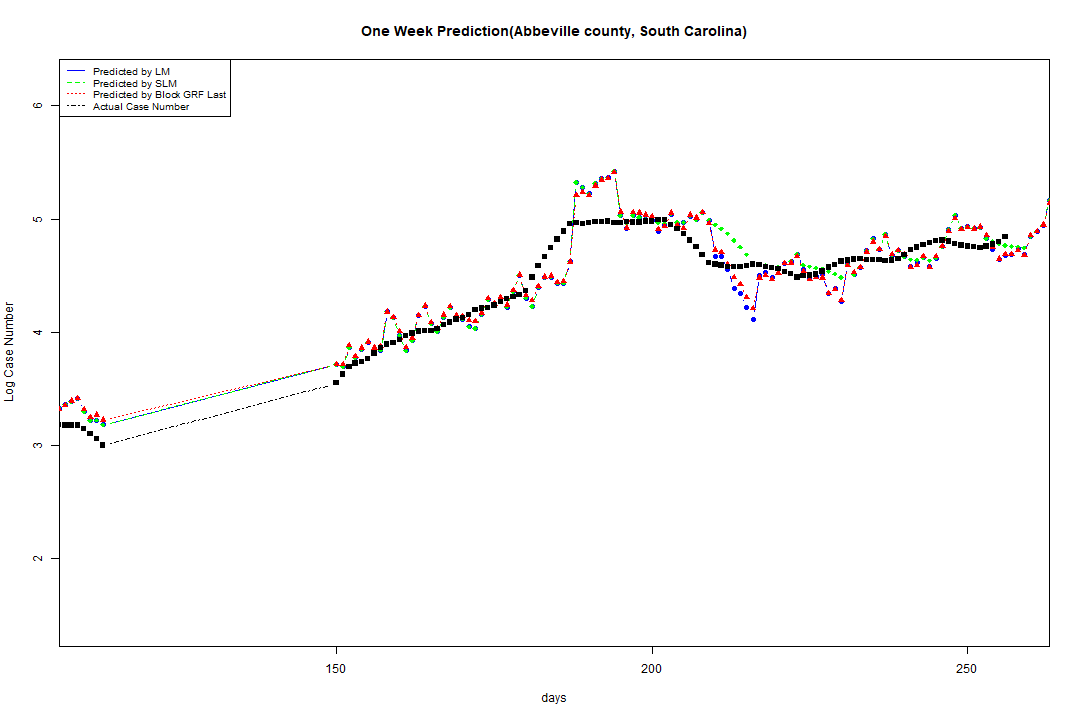 One Week Prediction(Abbeville county, South Carolina)
Predicted by LM
Predicted by SLM
Predicted by Block GRF Last
Actual Case Number
6
5
4
3
2
Log Case Number
150
200
250
days